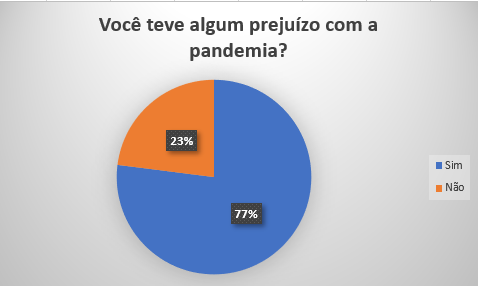 Você teve algum prejuízo com a
pandemia?
23%
77%
Sim
Não